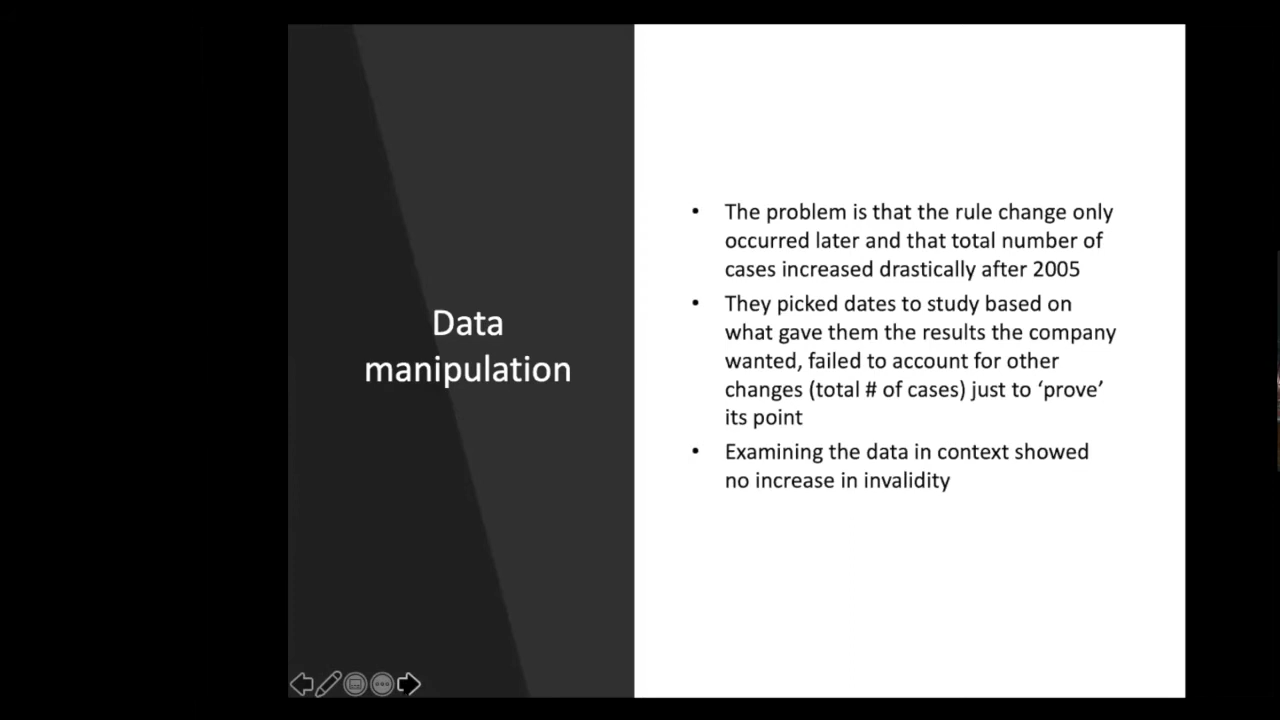 Data
manipulation
• The problem is that the rule change only
occurred later and that total number of
cases increased drastically after 2005
• They picked dates to study based on
what gave them the results the company
wanted, failed to account for other
changes (total # of cases) just to ‘prove’
its point
• Examining the data in context showed
no increase in invalidity